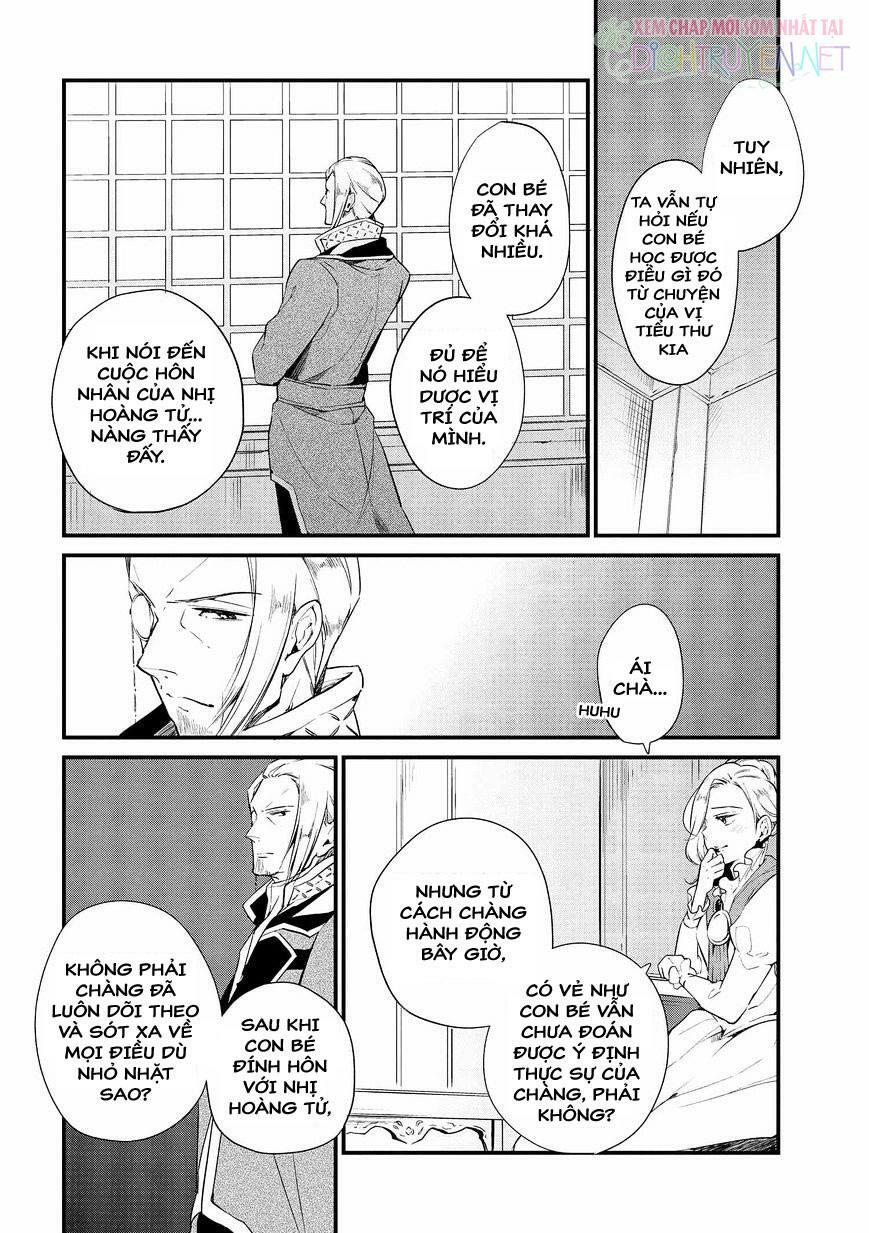 XEM CHAP MỚI SỚM NHẤT TẠI
DICHTRUYEN.NET
TUY
NHIÊN,
TA VẪN TỰ
HỎI NẾU
CON BÉ
HỌC ĐƯỢC
ĐIỀU GÌ ĐÓ
TỪ CHUYỆN
CỦA VỊ
TIỂU THƯ
KIA
CON BÉ
ĐÃ THAY
ĐỔI KHÁ
NHIỀU.
ĐỦ ĐỂ
NÓ HIỂU
DƯỢC VỊ
TRÍ CỦA
MÌNH.
KHI NÓI ĐẾN
CUỘC HÔN
NHÂN CỦA NHỊ
HOÀNG TỬ...
NÀNG THẤY
ĐẤY.
ÁI
CHÀ...
HUHU
NHƯNG TỪ
CÁCH CHÀNG
HÀNH ĐỘNG
BÂY GIỜ,
CÓ VẺ NHƯ
CON BÉ VẪN
CHƯA ĐOÁN
ĐƯỢC Ý ĐỊNH
THỰC SỰ CỦA
CHÀNG, PHẢI
KHÔNG?
SAU KHI
CON BÉ
ĐÍNH HÔN
VỚI NHỊ
HOÀNG TỬ,
KHÔNG PHẢI
CHÀNG ĐÃ
LUÔN DÕI THEO
VÀ SÓT XA VỀ
MỌI ĐIỀU DÙ
NHỎ NHẶT
SAO?